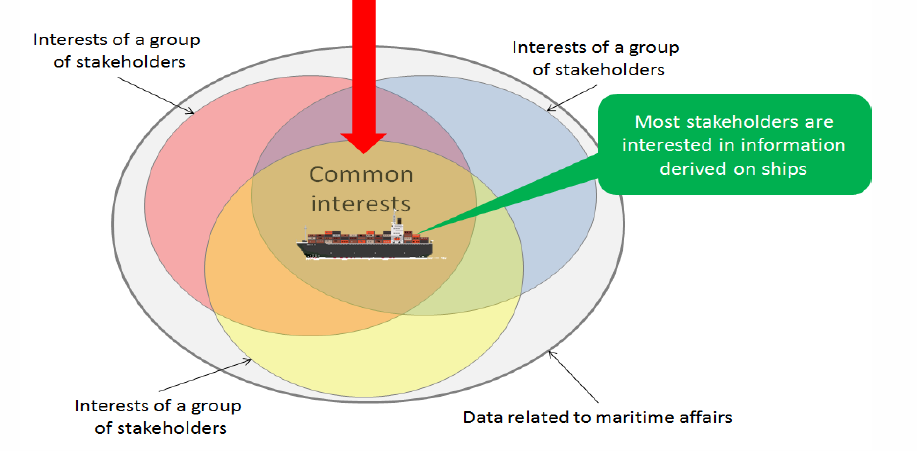 Interests of a group
of stakeholders
Interests of a group
of stakeholders
Most stakeholders are
interested in information
derived on ships
Common
interests
Interests of a group
of stakeholders
Data related to maritime affairs